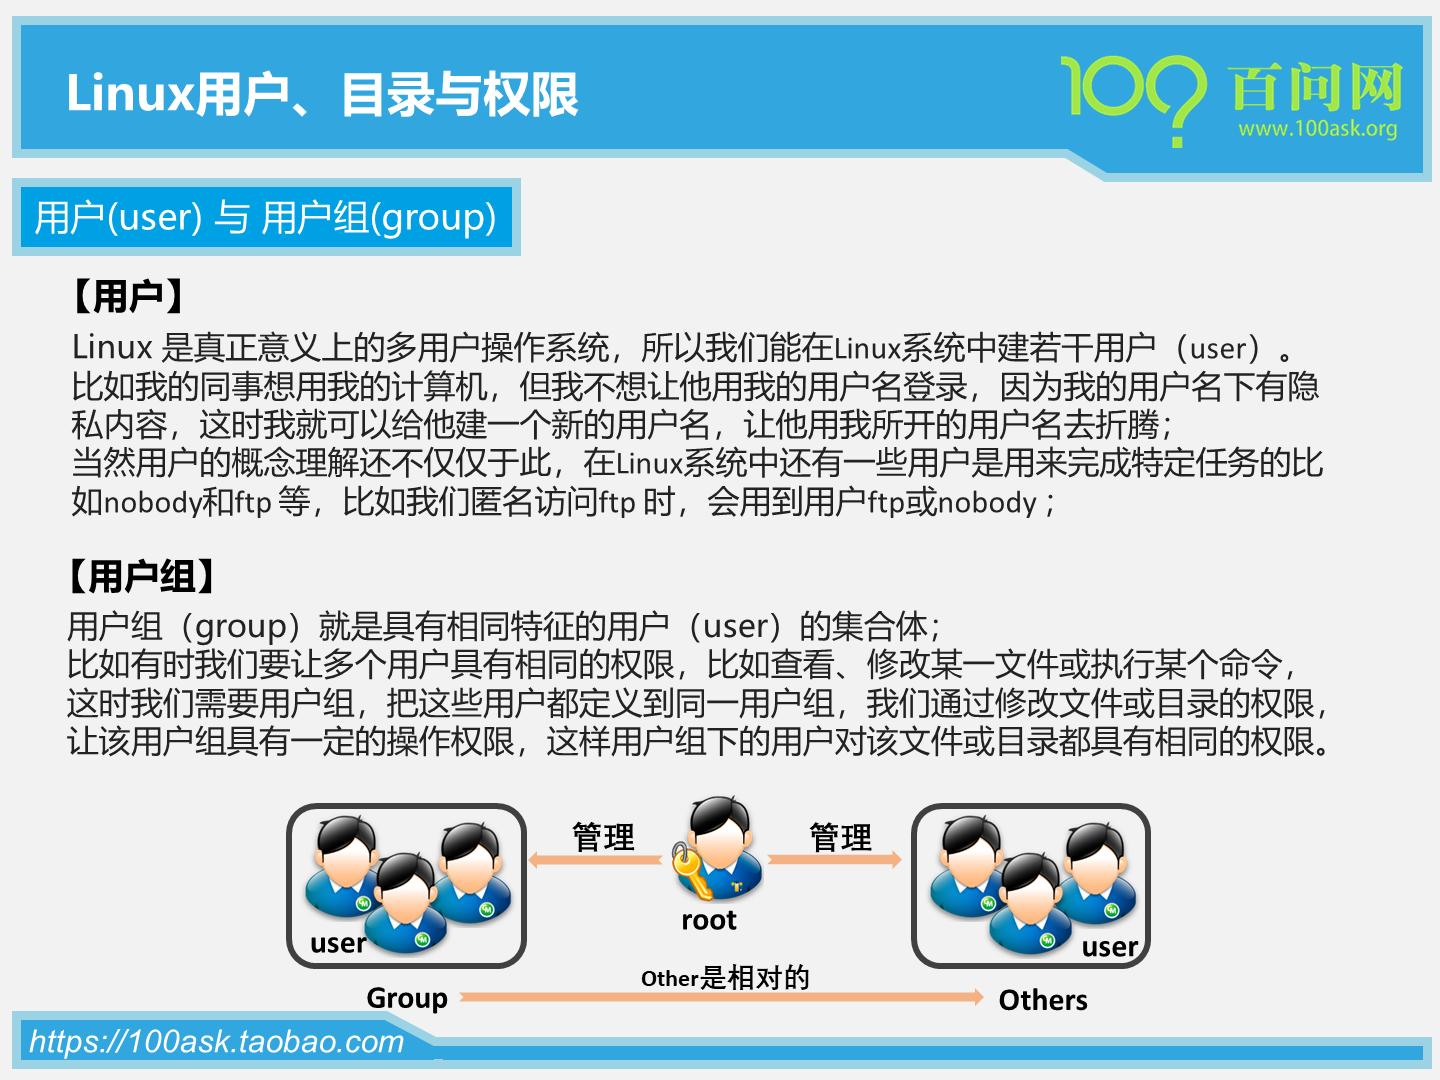 Linux用户、目录与权限
100? 百问网
www.100ask.org
用户(user) 与 用户组(group)
【用户】
Linux 是真正意义上的多用户操作系统，所以我们能在Linux系统中建若干用户（user）。
比如我的同事想用我的计算机，但我不想让他用我的用户名登录，因为我的用户名下有隐
私内容，这时我就可以给他建一个新的用户名，让他用我所开的用户名去折腾；
当然用户的概念理解还不仅仅于此，在Linux系统中还有一些用户是用来完成特定任务的比
如nobody和ftp 等，比如我们匿名访问ftp 时，会用到用户ftp或nobody ；
【用户组】
用户组（group）就是具有相同特征的用户（user）的集合体；
比如有时我们要让多个用户具有相同的权限，比如查看、修改某一文件或执行某个命令，
这时我们需要用户组，把这些用户都定义到同一用户组，我们通过修改文件或目录的权限，
让该用户组具有一定的操作权限，这样用户组下的用户对该文件或目录都具有相同的权限。
管理
管理
root
user
user
Other是相对的
Group
Others
https://100ask.taobao.com